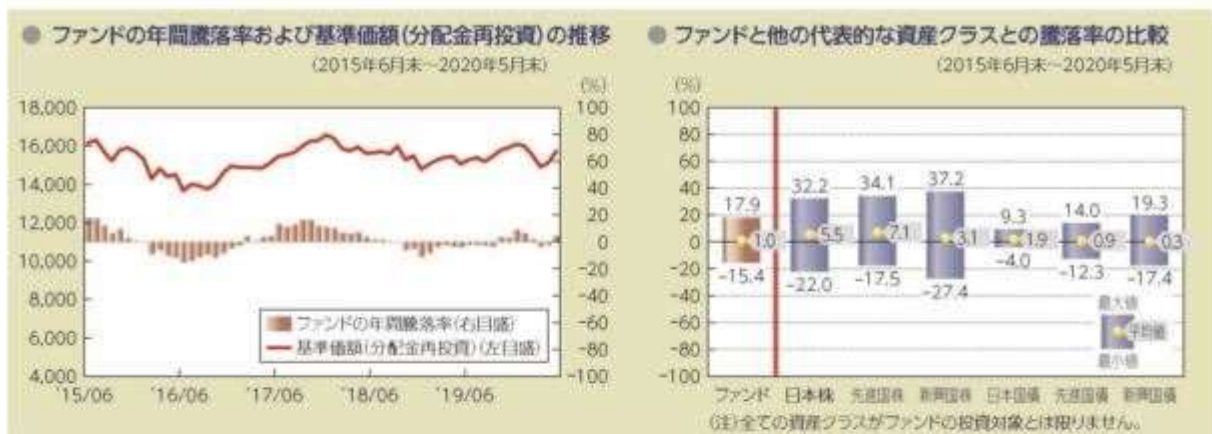 ● ファンドの年間騰落率および基準価額(分配金再投資)の推移
(2015年6月末〜2020年5月末)
(%)
18,000
16,000
14,000
12,000
10,000
8,000
6,000
4,000
100
80
60
40
20
0
-20
-40
-60
-80
-100
ファンドの年間騰落率(右目盛)
基準価額(分配金再投資)(左目盛)
'15/06 '16/06 '17/06 '18/06 '19/06
● ファンドと他の代表的な資産クラスとの騰落率の比較
(2015年6月末〜2020年5月末)
(%)
100
80
60
40
20
0
-20
-40
-60
-80
-100
17.9 32.2 34.1 37.2 9.3 14.0 19.3
1.0 5.5 7.1 3.1 1.9 0.9 0.3
-15.4 -22.0 -17.5 -27.4 -4.0 -12.3 -17.4
最大値
平均値
最小値
ファンド 日本株 先進国株 新興国株 日本国債 先進国債 新興国債
(注)全ての資産クラスがファンドの投資対象とは限りません。